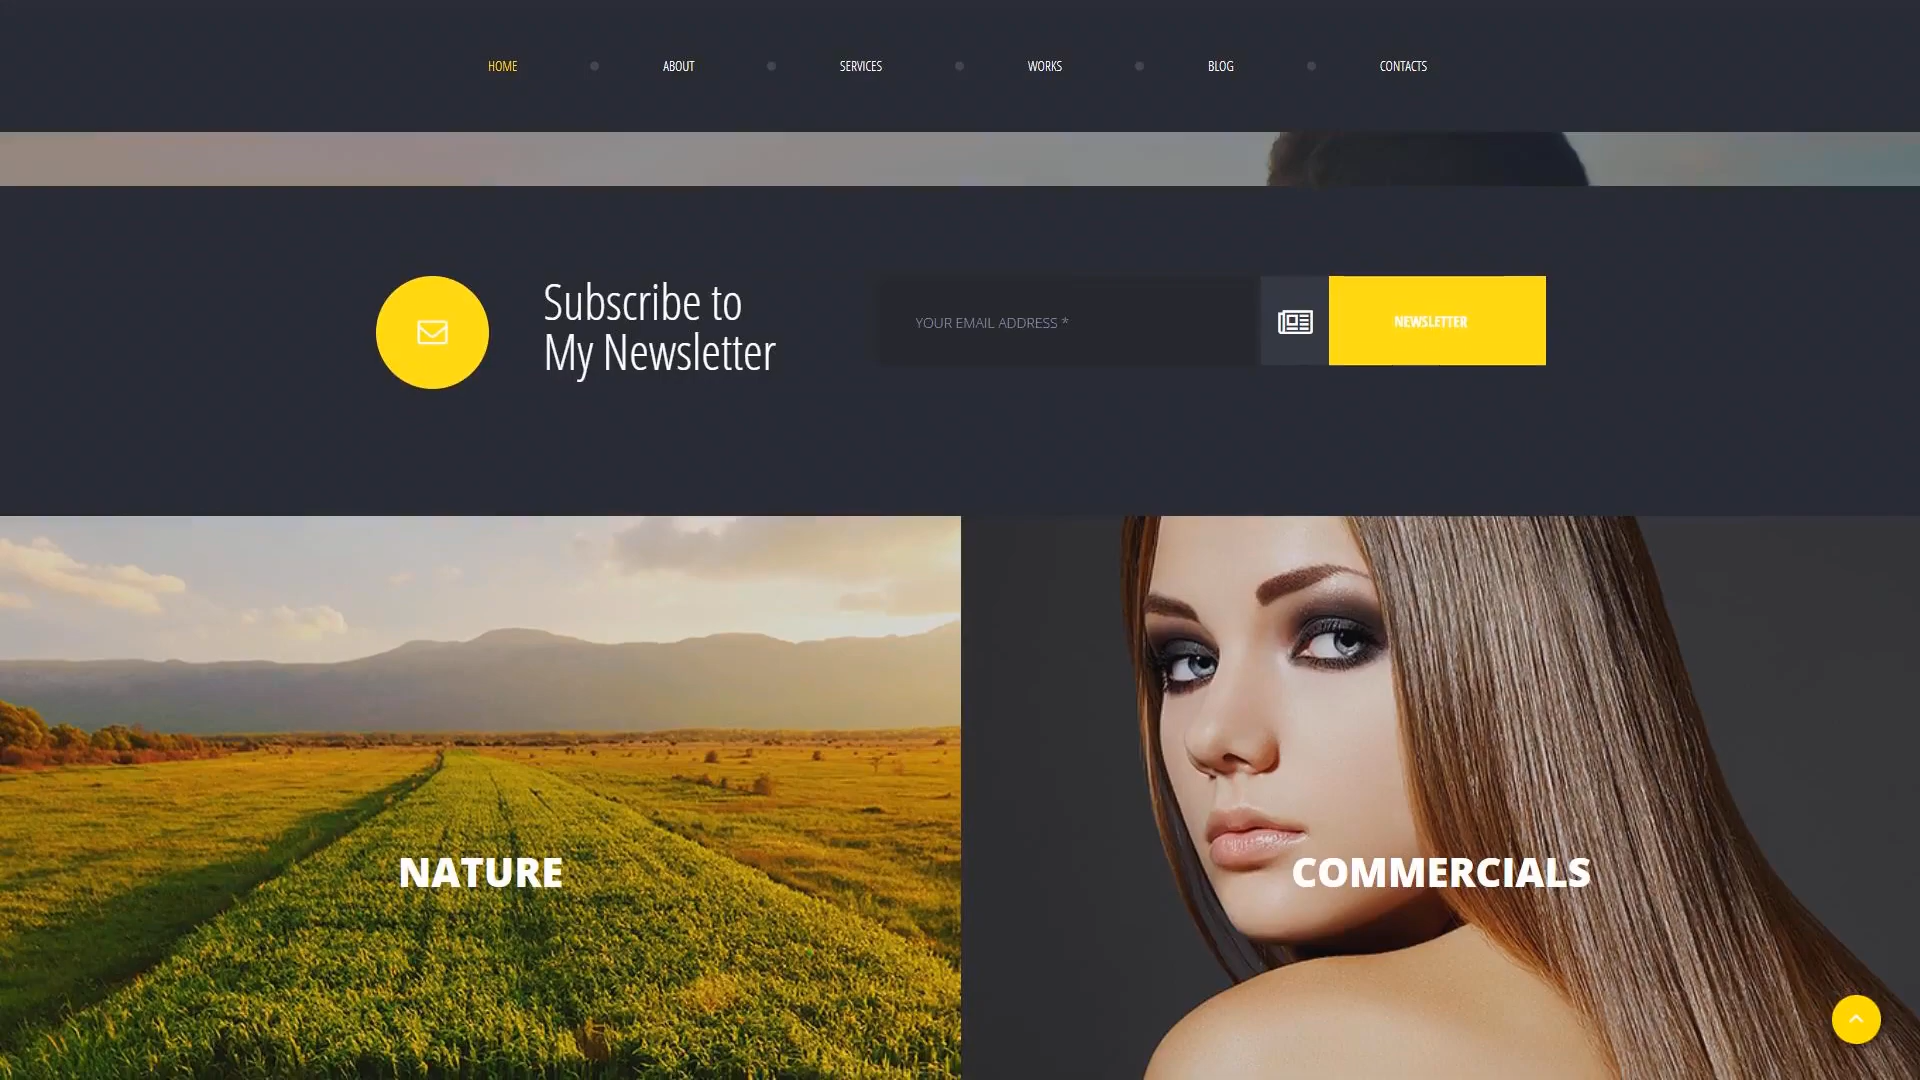 HOME
ABOUT
SERVICES
WORKS
BLOG
CONTACTS
Subscribe to
My Newsletter
YOUR EMAIL ADDRESS *
NEWSLETTER
NATURE
COMMERCIALS